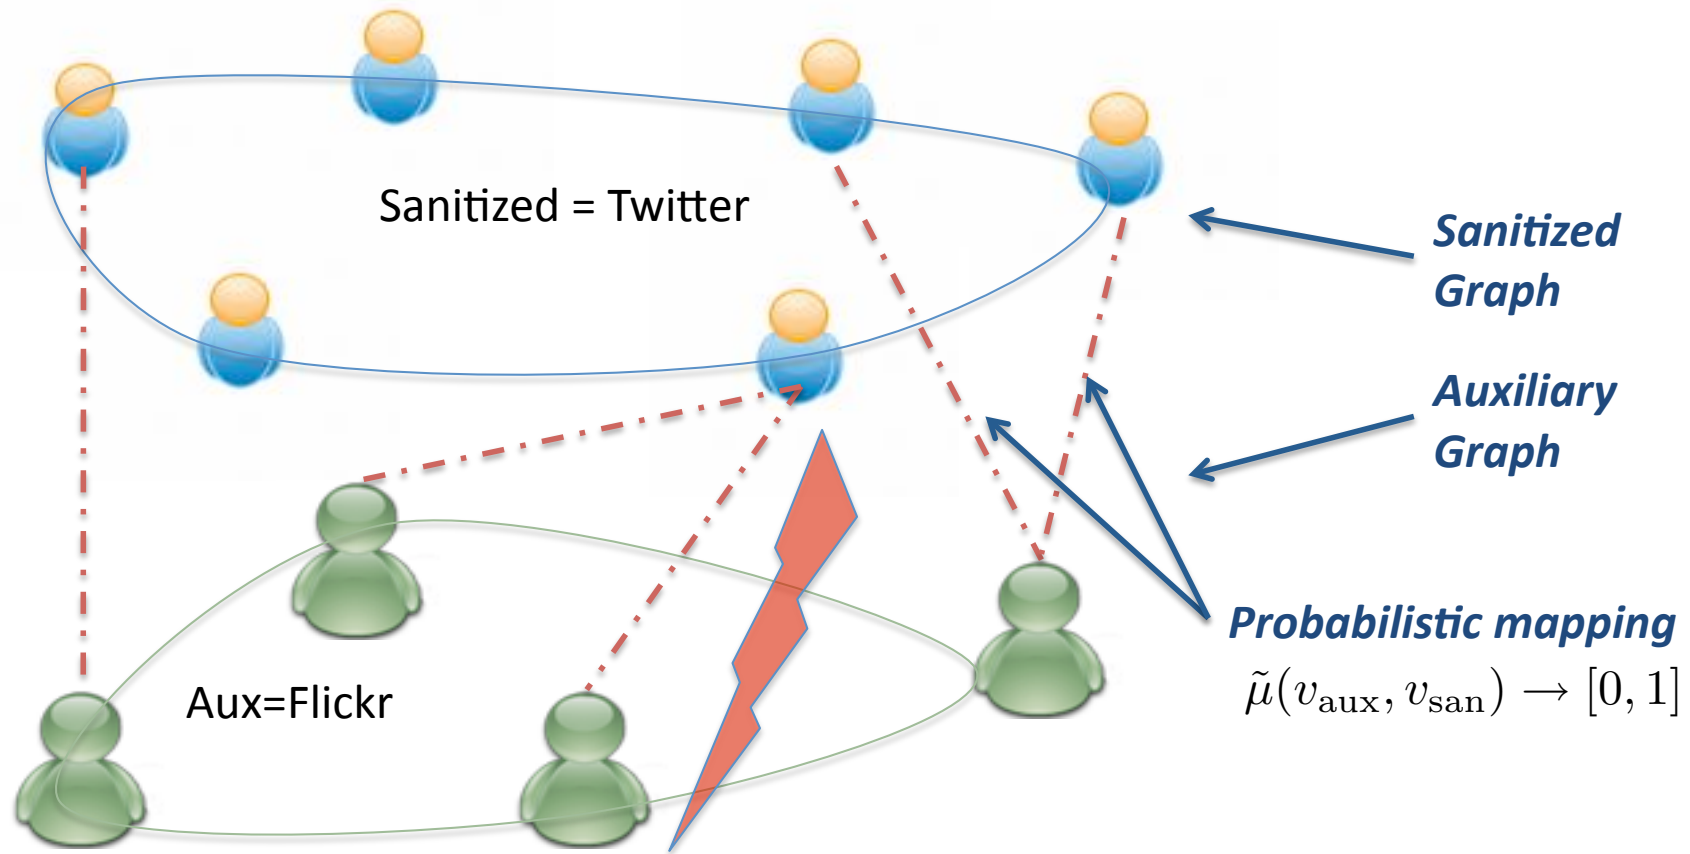 Sanitized = Twitter
Sanitized
Graph
Auxiliary
Graph
Probabilistic mapping
Aux=Flickr
μ̃(v_aux, v_san) → [0, 1]